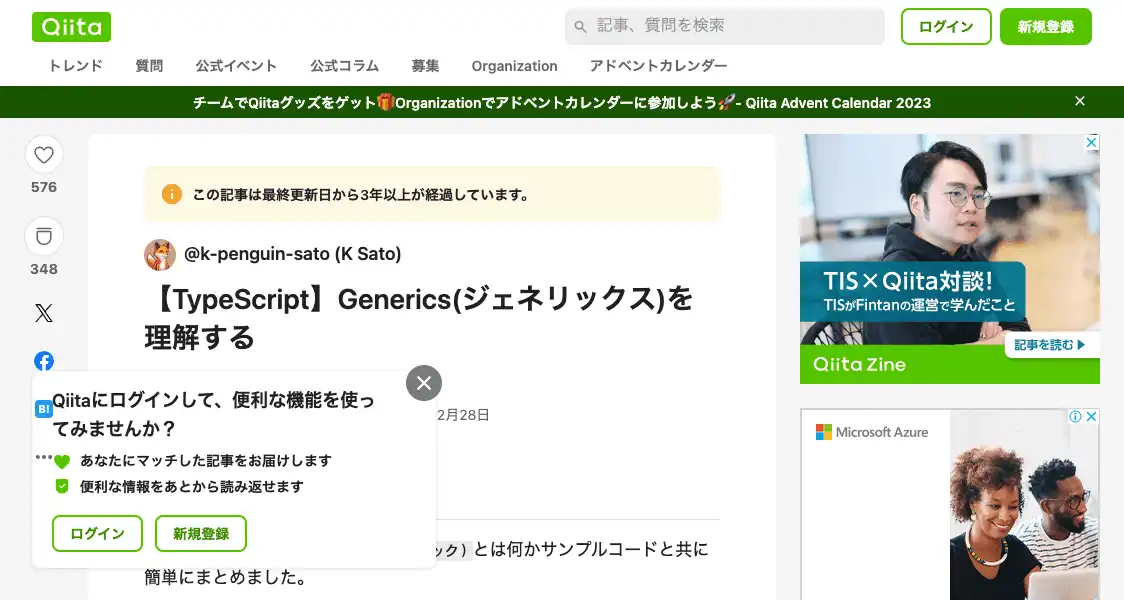 Qiita
記事、質問を検索
ログイン
新規登録
トレンド
質問
公式イベント
公式コラム
募集
Organization
アドベントカレンダー
チームでQiitaグッズをゲット🎁Organizationでアドベントカレンダーに参加しよう🚀 - Qiita Advent Calendar 2023
576
348
この記事は最終更新日から3年以上が経過しています。
@k-penguin-sato (K Sato)
【TypeScript】Generics(ジェネリックス)を
理解する
2月28日
Qiitaにログインして、便利な機能を使っ
てみませんか？
あなたにマッチした記事をお届けします
便利な情報をあとから読み返せます
ログイン
新規登録
ック）とは何かサンプルコードと共に
簡単にまとめました。
B!
TIS×Qiita対談!
TISがFintanの運営で学んだこと
記事を読む
Qiita Zine
Microsoft Azure